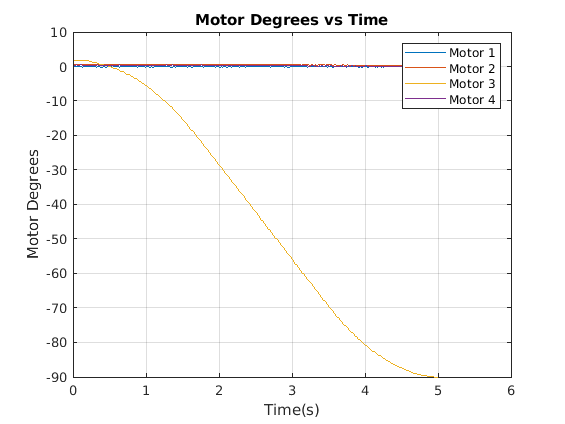 Motor Degrees vs Time
Motor 1
Motor 2
Motor 3
Motor 4
Motor Degrees
10
0
-10
-20
-30
-40
-50
-60
-70
-80
-90
0 1 2 3 4 5 6
Time(s)